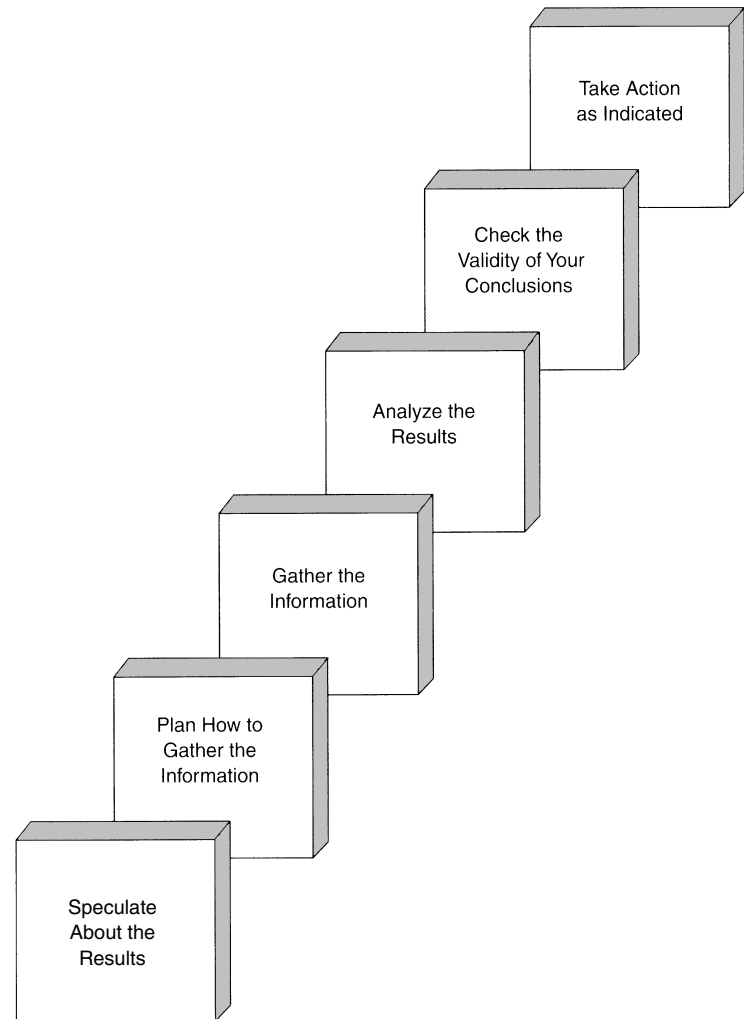 Take Action
as Indicated
Check the
Validity of Your
Conclusions
Analyze the
Results
Gather the
Information
Plan How to
Gather the
Information
Speculate
About the
Results